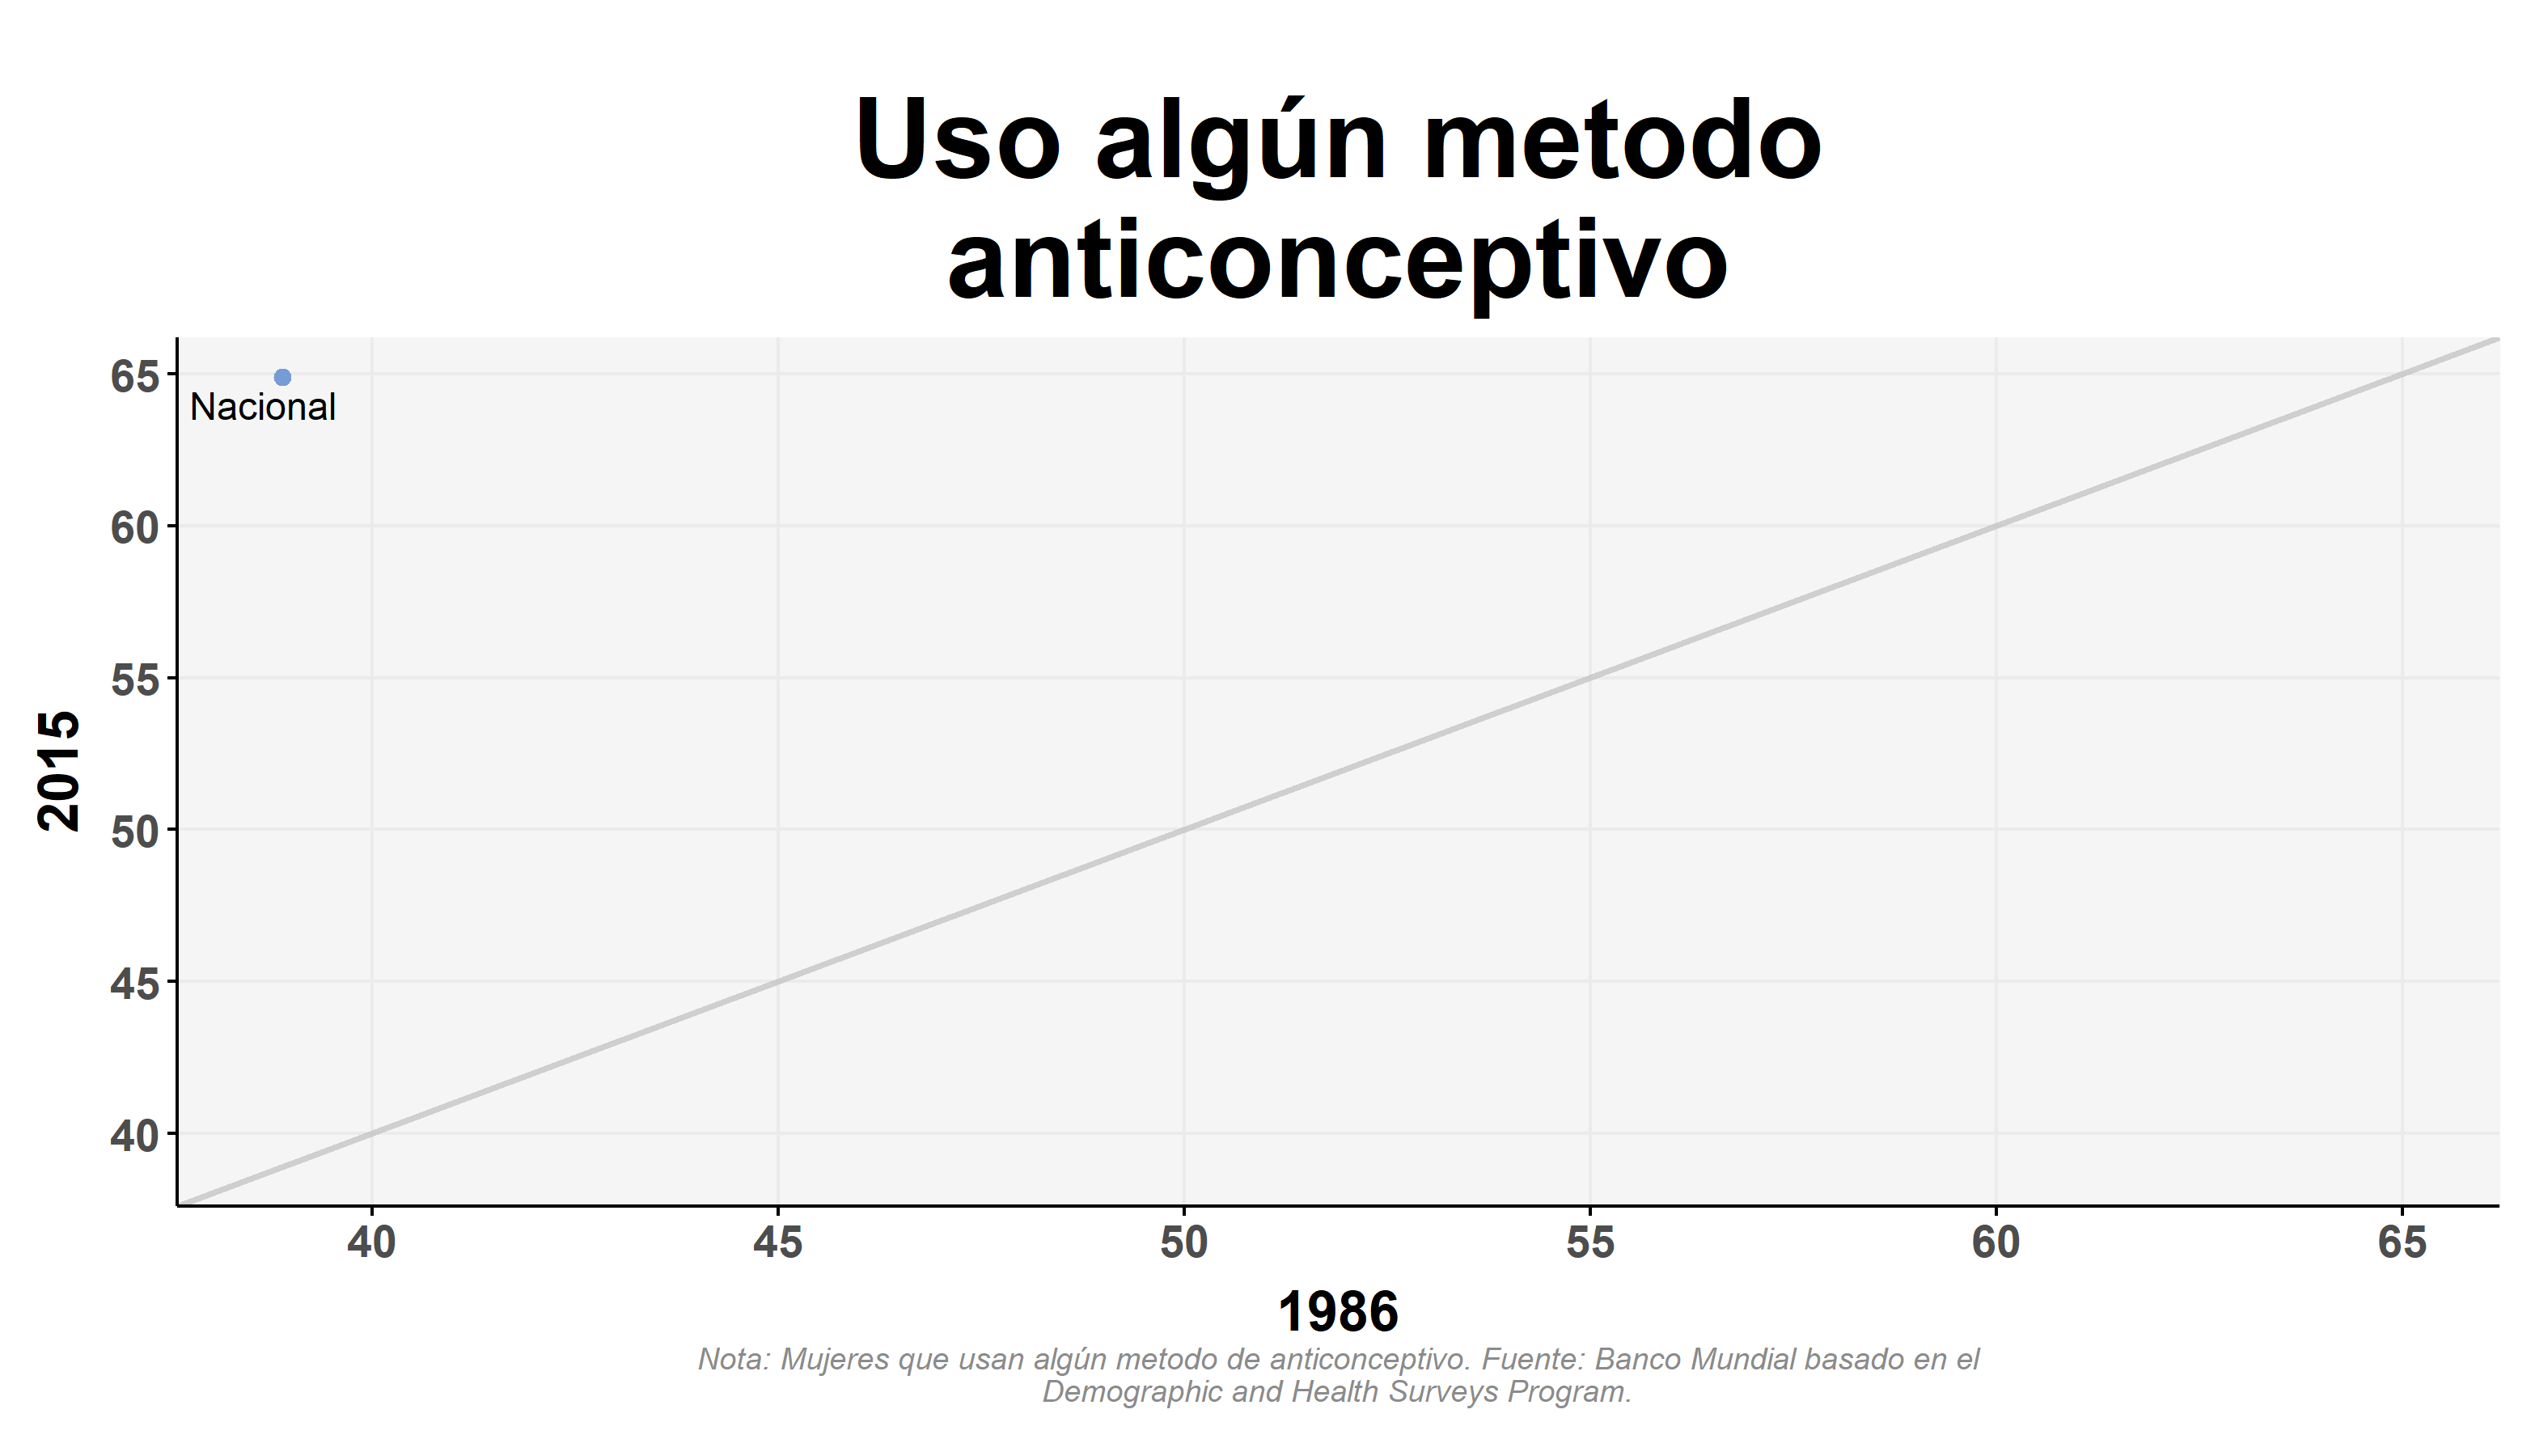 Uso algún metodo
anticonceptivo
65
Nacional
60
55
50
45
40
2015
40 45 50 55 60 65
1986
Nota: Mujeres que usan algún metodo de anticonceptivo. Fuente: Banco Mundial basado en el
Demographic and Health Surveys Program.